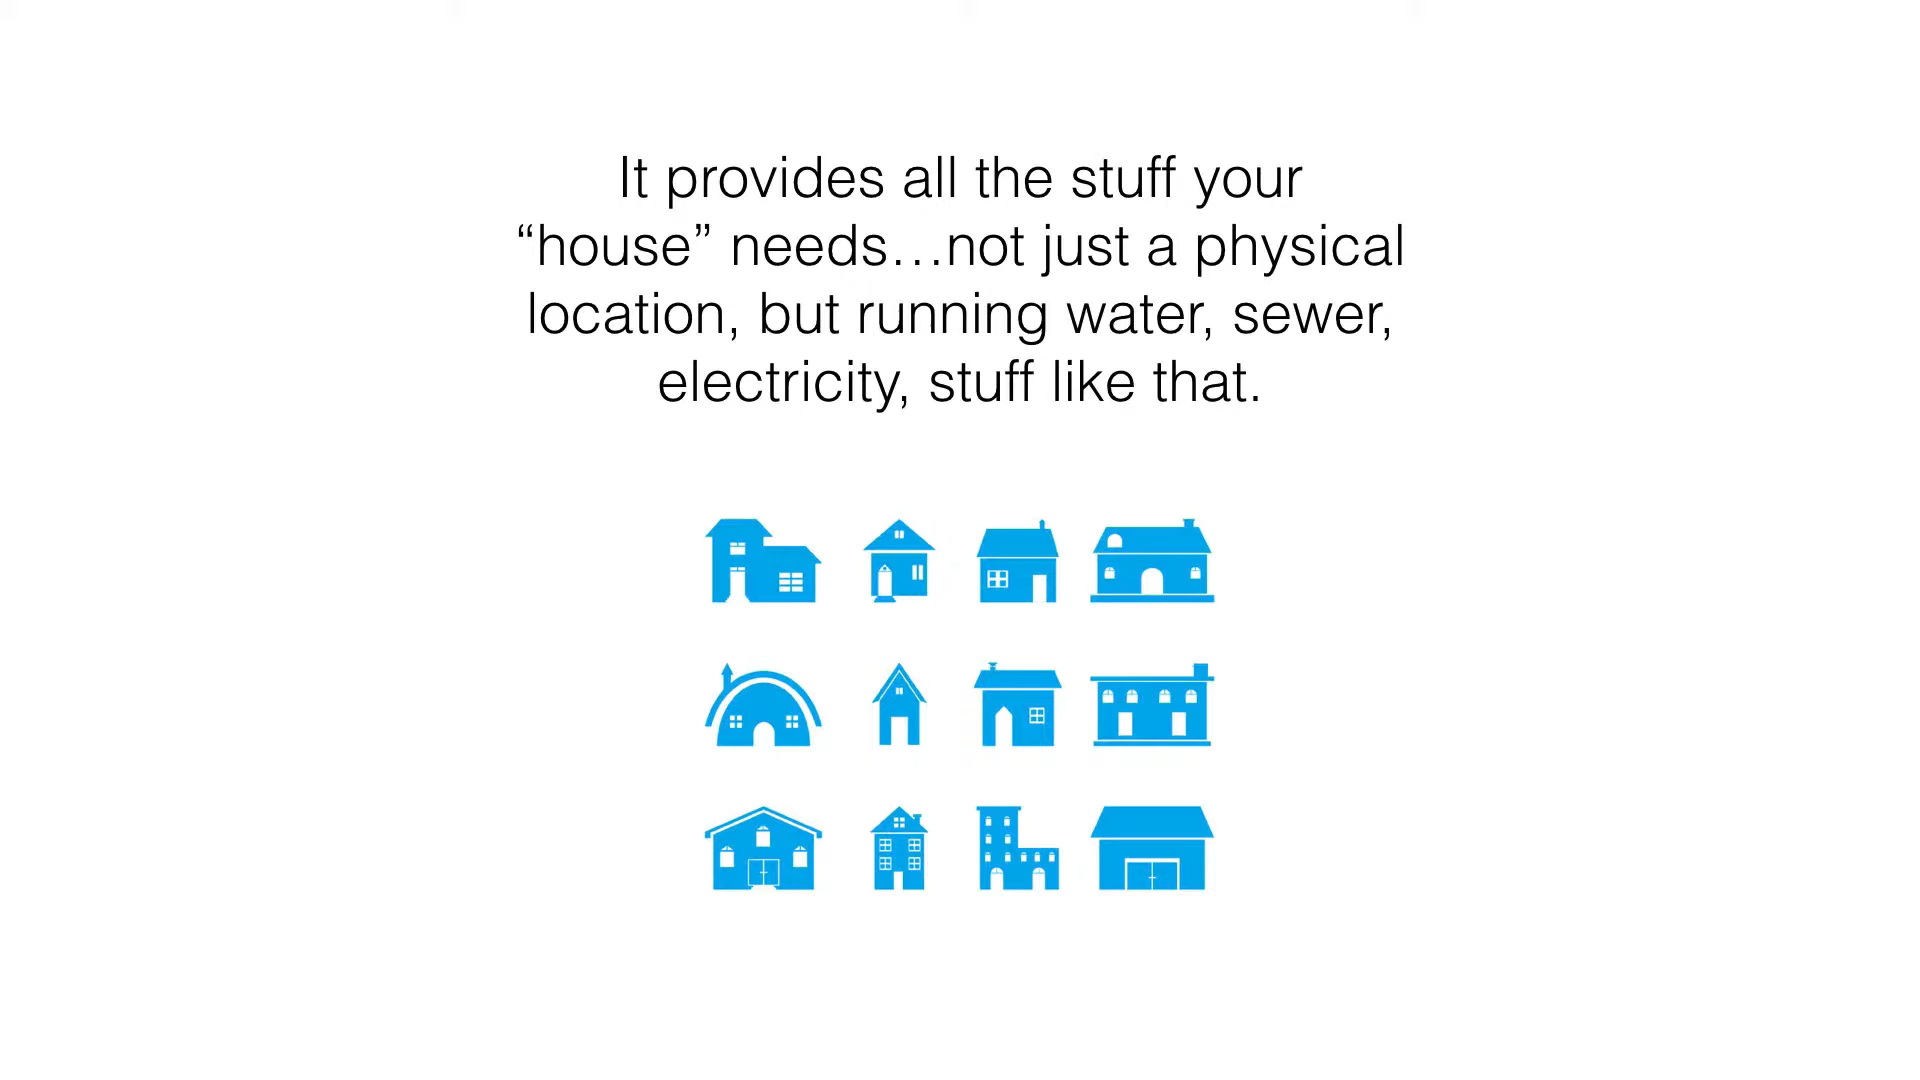 It provides all the stuff your
“house” needs…not just a physical
location, but running water, sewer,
electricity, stuff like that.